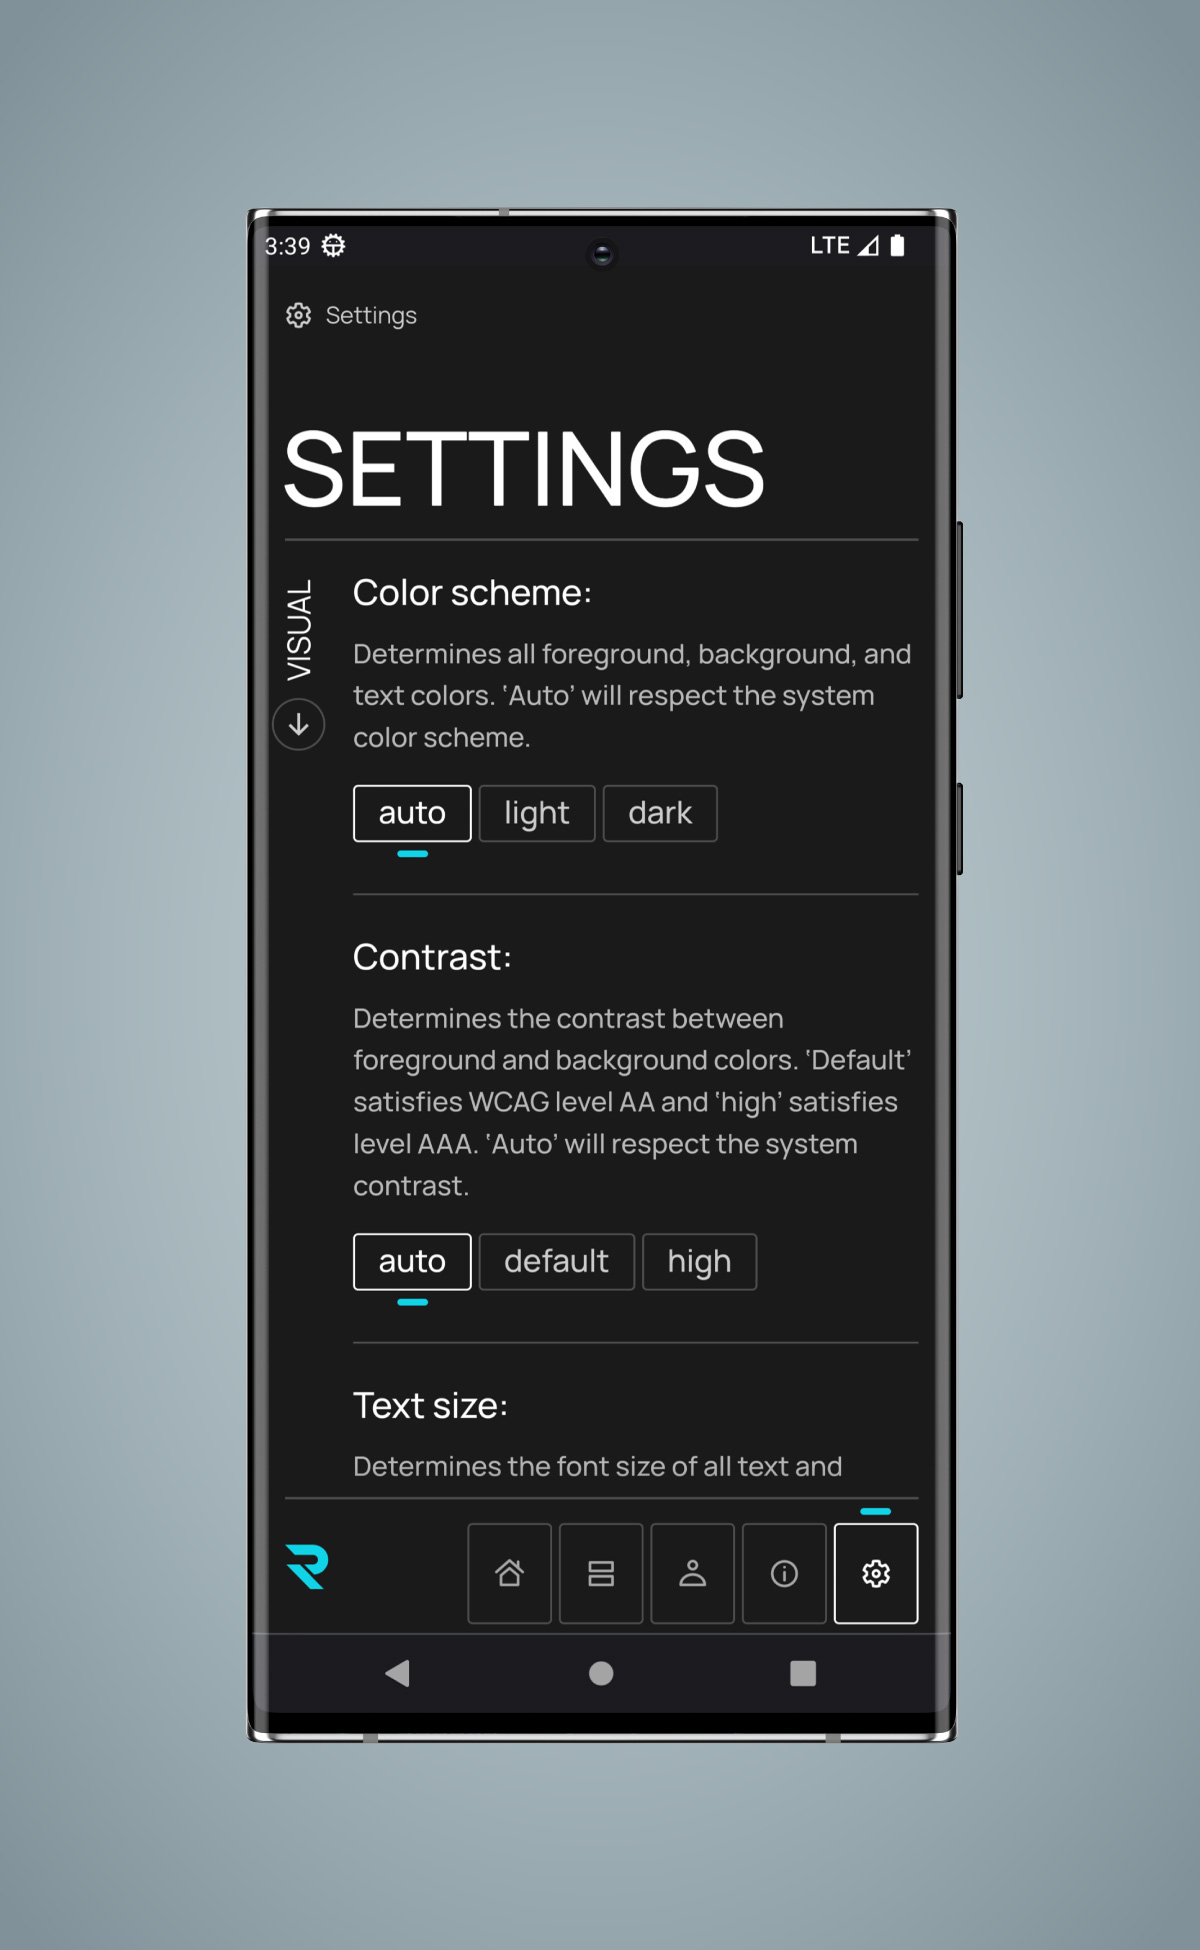 3:39
LTE
Settings
SETTINGS
VISUAL
Color scheme:
Determines all foreground, background, and
text colors. ‘Auto’ will respect the system
color scheme.
auto
light
dark
Contrast:
Determines the contrast between
foreground and background colors. ‘Default’
satisfies WCAG level AA and ‘high’ satisfies
level AAA. ‘Auto’ will respect the system
contrast.
auto
default
high
Text size:
Determines the font size of all text and